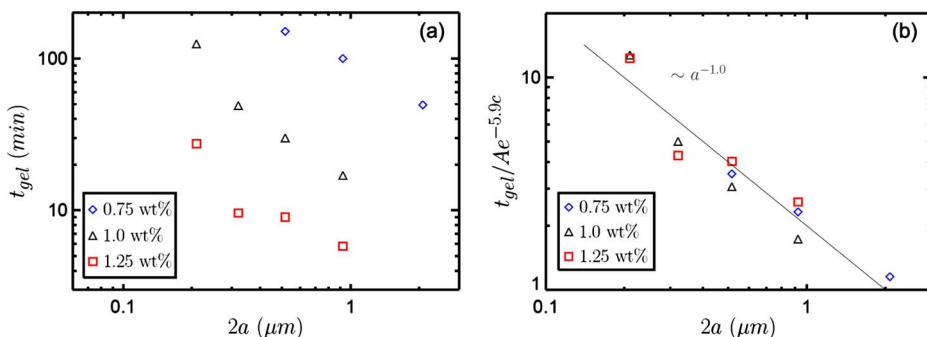 (a)
100
10
t_gel (min)
0.75 wt%
1.0 wt%
1.25 wt%
0.1
1
2a (μm)
(b)
~ a^{-1.0}
10
1
t_gel/Ae^{-5.9c}
0.75 wt%
1.0 wt%
1.25 wt%
0.1
1
2a (μm)